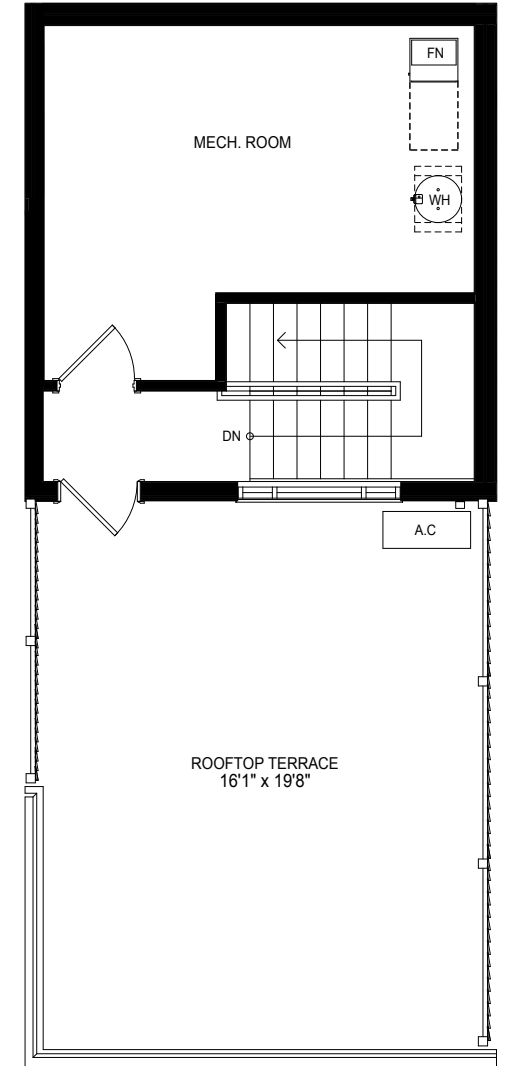 FN
MECH. ROOM
WH
DN
A.C
ROOFTOP TERRACE
16'1" x 19'8"